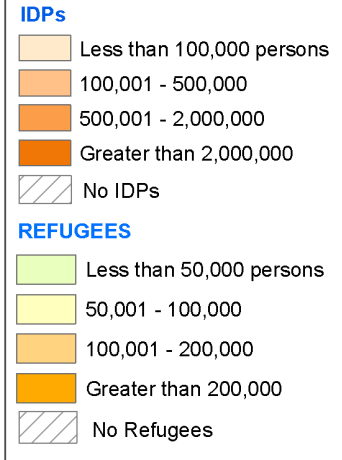 IDPs
Less than 100,000 persons
100,001 - 500,000
500,001 - 2,000,000
Greater than 2,000,000
No IDPs
REFUGEES
Less than 50,000 persons
50,001 - 100,000
100,001 - 200,000
Greater than 200,000
No Refugees